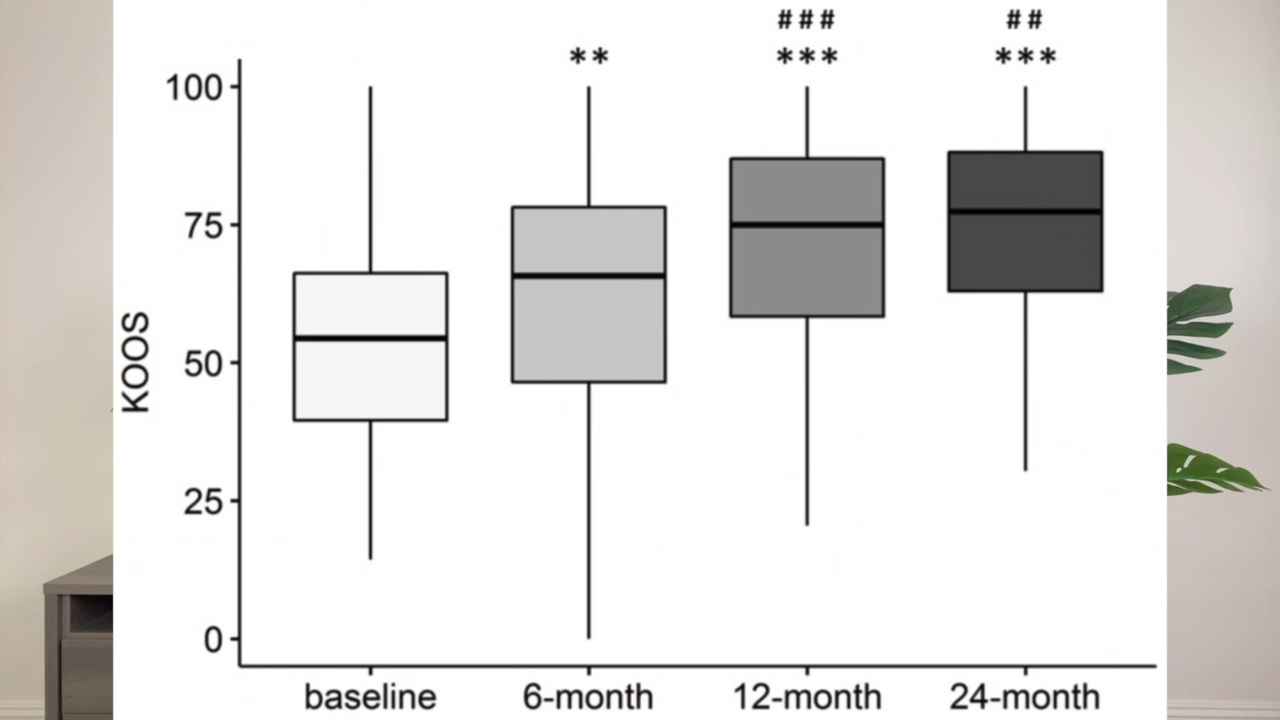 ### ##
** *** ***
100
75
50
25
0
KOOS
baseline 6-month 12-month 24-month